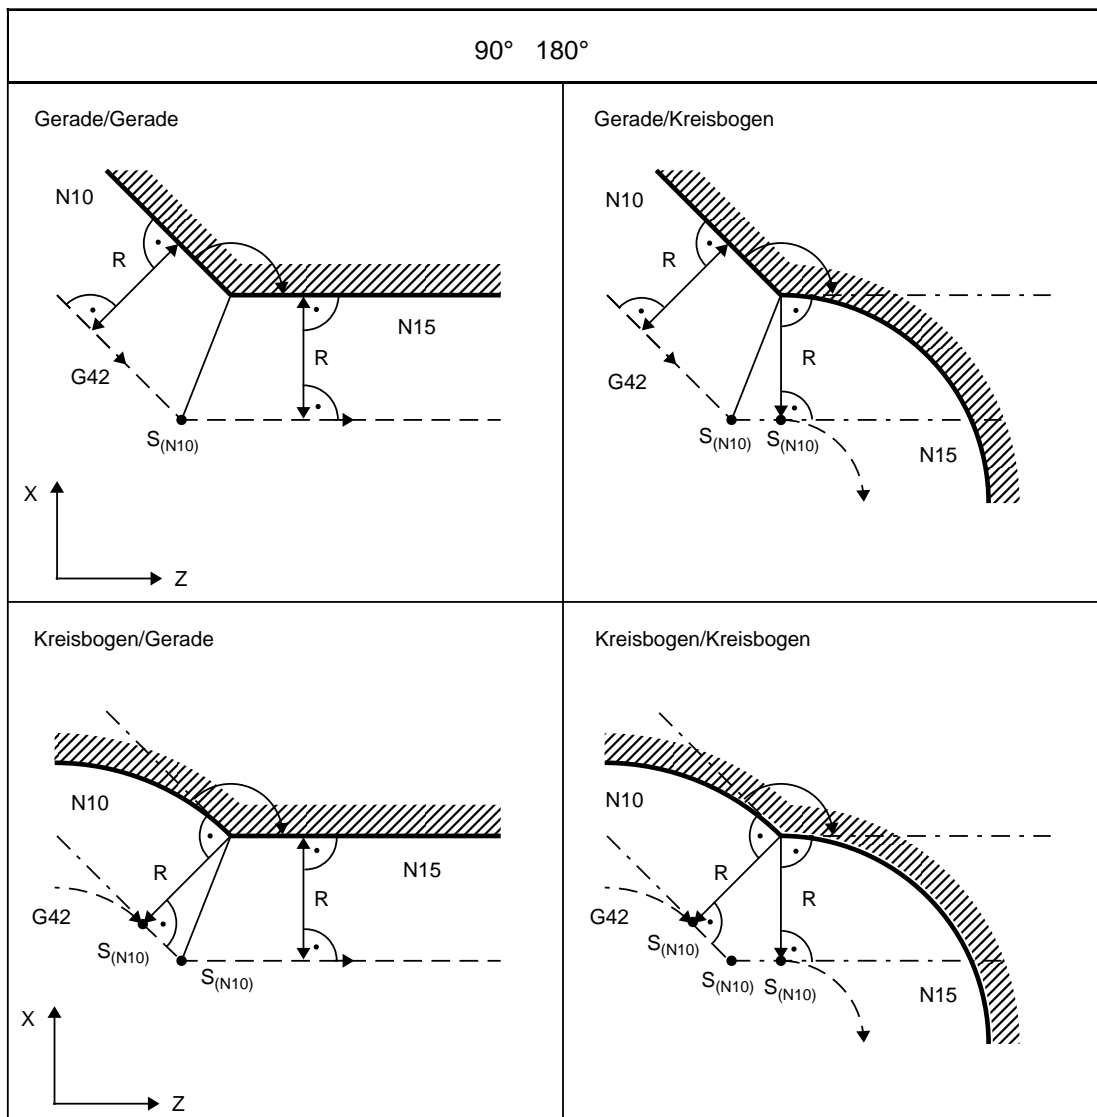 90° 180°
Gerade/Gerade
N10
R
G42
S(N10)
R
N15
X
Z
Gerade/Kreisbogen
N10
R
G42
S(N10)
S(N10)
R
N15
Kreisbogen/Gerade
N10
R
G42
S(N10)
S(N10)
R
N15
X
Z
Kreisbogen/Kreisbogen
N10
R
G42
S(N10)
S(N10)
S(N10)
R
N15